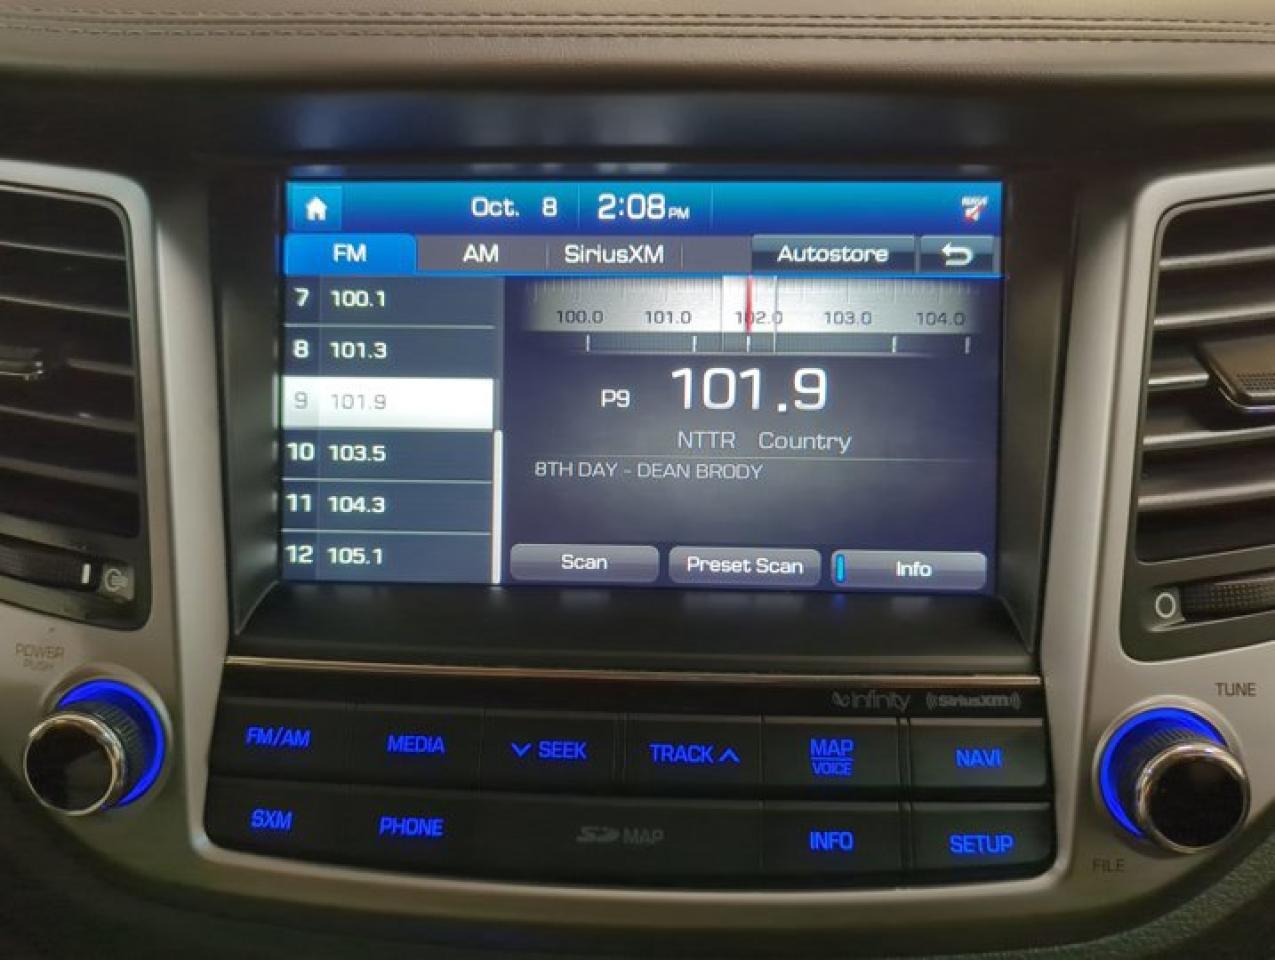 Oct. 8 2:08 PM
FM AM SiriusXM Autostore
7 100.1
8 101.3
9 101.9
10 103.5
11 104.3
12 105.1
100.0 101.0 102.0 103.0 104.0
P9 101.9
NTTR Country
8TH DAY - DEAN BRODY
Scan Preset Scan Info
POWER
PUSH
TUNE
infinity SiriusXM
FM/AM MEDIA SEEK TRACK MAP NAVI
VOICE
SXM PHONE SD MAP INFO SETUP
FILE